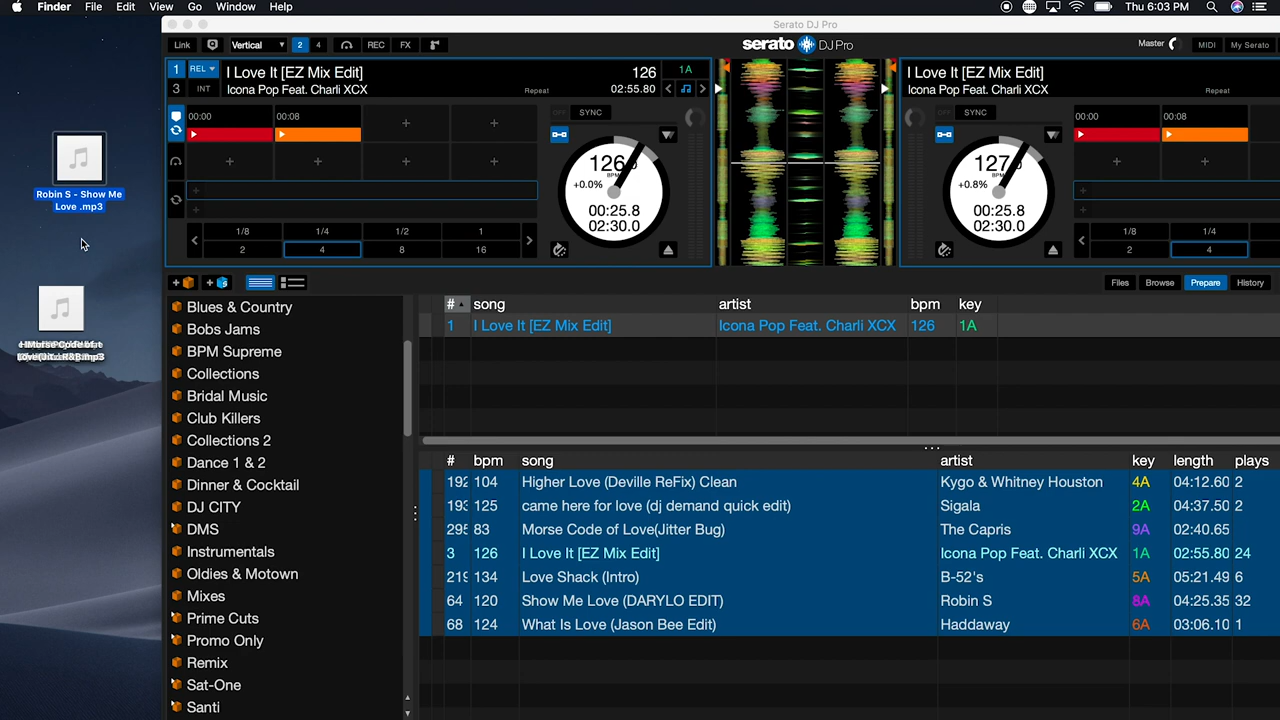 Finder File Edit View Go Window Help Thu 6:03 PM
Serato DJ Pro
Link Vertical 2 4 REC FX serato DJ Pro Master MIDI My Serato
1 REL I Love It [EZ Mix Edit] 126 1A
3 INT Icona Pop Feat. Charli XCX Repeat 02:55.80
00:00 00:08
OFF SYNC
126
BPM
+0.0%
00:25.8
02:30.0
1/8 1/4 1/2 1
2 4 8 16
I Love It [EZ Mix Edit]
Icona Pop Feat. Charli XCX Repeat
00:00 00:08
OFF SYNC
127
BPM
+0.8%
00:25.8
02:30.0
1/8 1/4
2 4
Robin S - Show Me
Love .mp3
Files Browse Prepare History
Blues & Country
Bobs Jams
BPM Supreme
Collections
Bridal Music
Club Killers
Collections 2
Dance 1 & 2
Dinner & Cocktail
DJ CITY
DMS
Instrumentals
Oldies & Motown
Mixes
Prime Cuts
Promo Only
Remix
Sat-One
Santi
# song artist bpm key
1 I Love It [EZ Mix Edit] Icona Pop Feat. Charli XCX 126 1A
# bpm song artist key length plays
192 104 Higher Love (Deville ReFix) Clean Kygo & Whitney Houston 4A 04:12.60 2
193 125 came here for love (dj demand quick edit) Sigala 2A 04:37.50 2
295 83 Morse Code of Love(Jitter Bug) The Capris 9A 02:40.65
3 126 I Love It [EZ Mix Edit] Icona Pop Feat. Charli XCX 1A 02:55.80 24
219 134 Love Shack (Intro) B-52's 5A 05:21.49 6
64 120 Show Me Love (DARYLO EDIT) Robin S 8A 04:25.35 32
68 124 What Is Love (Jason Bee Edit) Haddaway 6A 03:06.10 1